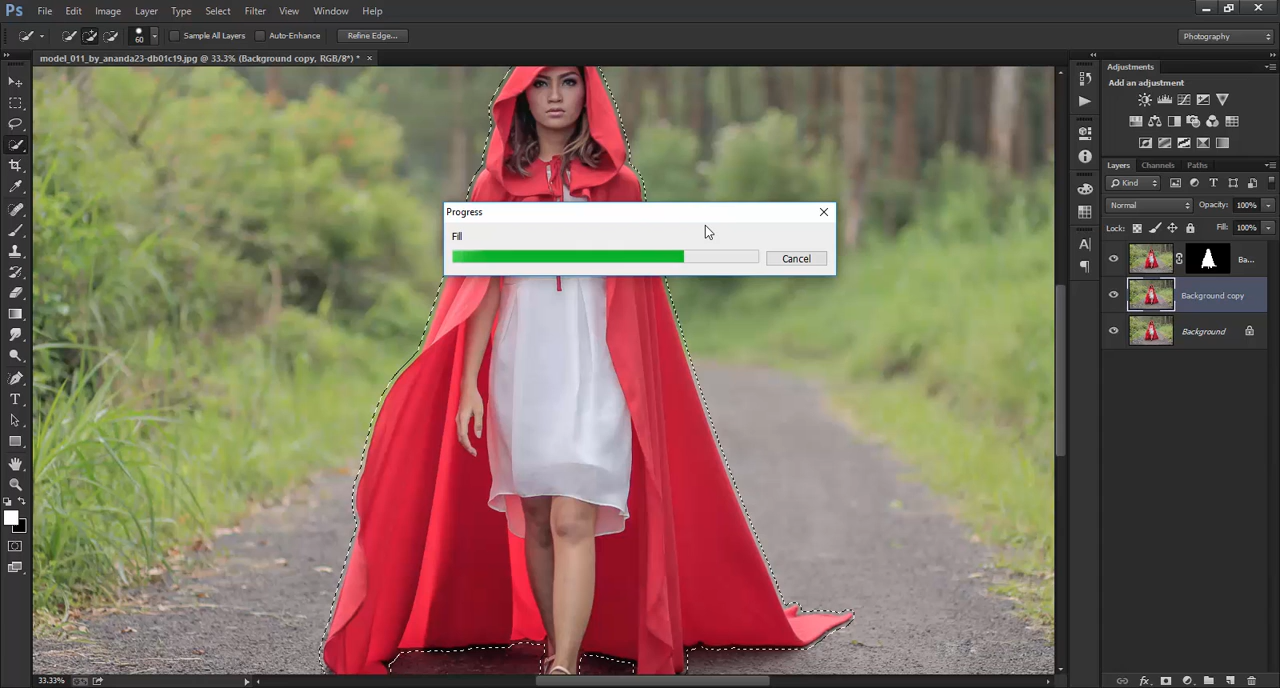 Ps File Edit Image Layer Type Select Filter View Window Help
60 Sample All Layers Auto-Enhance Refine Edge... Photography
model_011_by_ananda23-db01c19.jpg @ 33.3% (Background copy, RGB/8*) * ×
Adjustments
Add an adjustment
Layers Channels Paths
Kind
Normal Opacity: 100%
Lock: Fill: 100%
Ba...
Background copy
Background
Progress
Fill
Cancel
33.33%